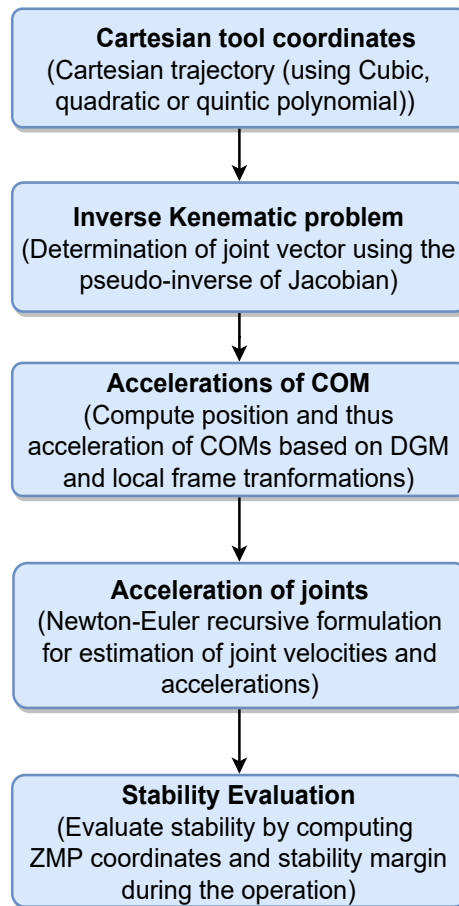 Cartesian tool coordinates
(Cartesian trajectory (using Cubic,
quadratic or quintic polynomial))
Inverse Kenematic problem
(Determination of joint vector using the
pseudo-inverse of Jacobian)
Accelerations of COM
(Compute position and thus
acceleration of COMs based on DGM
and local frame tranformations)
Acceleration of joints
(Newton-Euler recursive formulation
for estimation of joint velocities and
accelerations)
Stability Evaluation
(Evaluate stability by computing
ZMP coordinates and stability margin
during the operation)